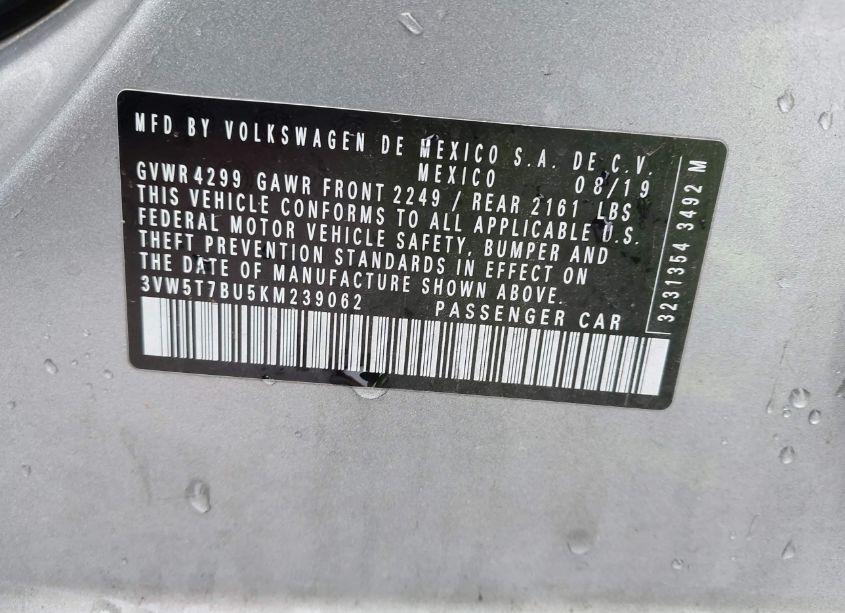 MFD BY VOLKSWAGEN DE MEXICO S.A. DE C.V.
MEXICO 08/19
GVWR 4299 GAWR FRONT 2249 / REAR 2161 LBS
THIS VEHICLE CONFORMS TO ALL APPLICABLE U.S.
FEDERAL MOTOR VEHICLE SAFETY, BUMPER AND
THEFT PREVENTION STANDARDS IN EFFECT ON
THE DATE OF MANUFACTURE SHOWN ABOVE.
3VW5T7BU5KM239062 PASSENGER CAR
3231354 3492 M